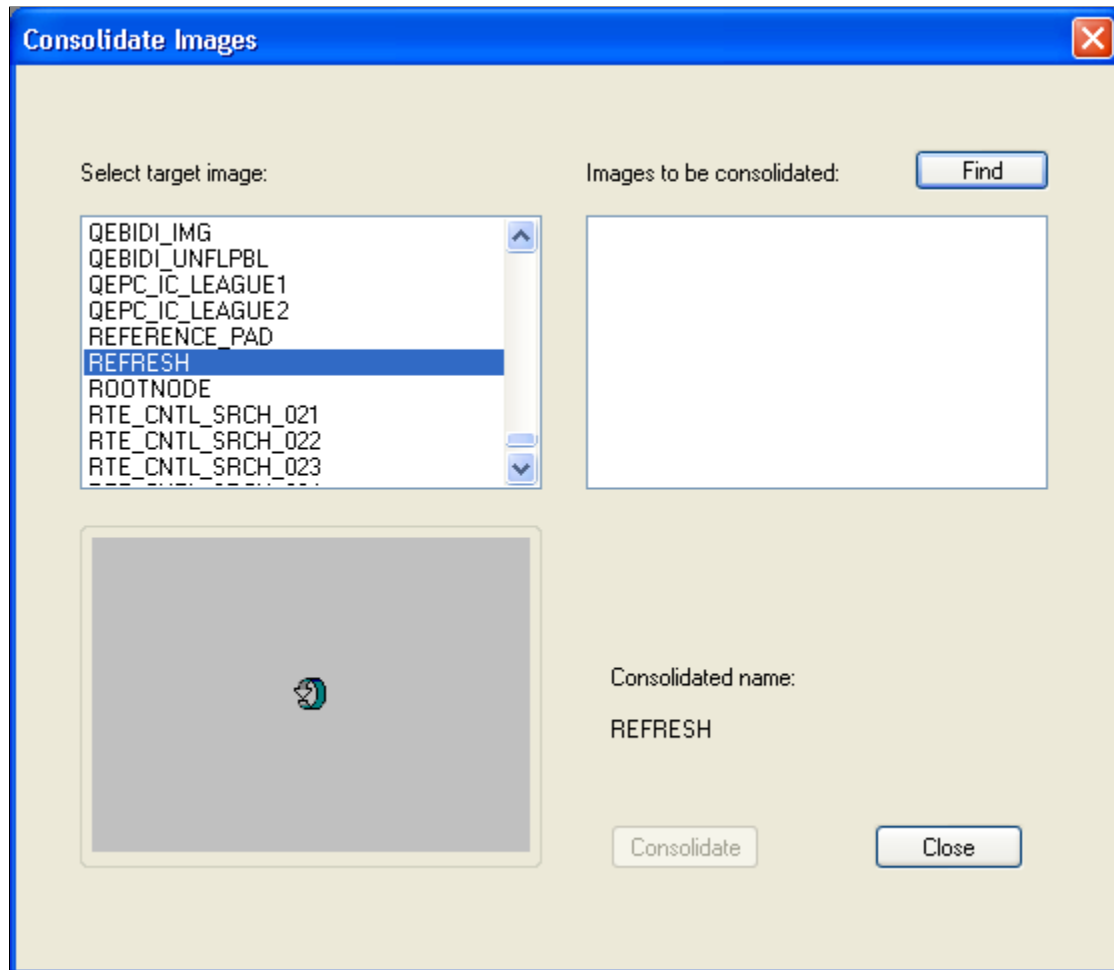 Consolidate Images
Select target image:
Images to be consolidated:
Find
QEBIDI_IMG
QEBIDI_UNFLPBL
QEPC_IC_LEAGUE1
QEPC_IC_LEAGUE2
REFERENCE_PAD
REFRESH
ROOTNODE
RTE_CNTL_SRCH_021
RTE_CNTL_SRCH_022
RTE_CNTL_SRCH_023
Consolidated name:
REFRESH
Consolidate
Close